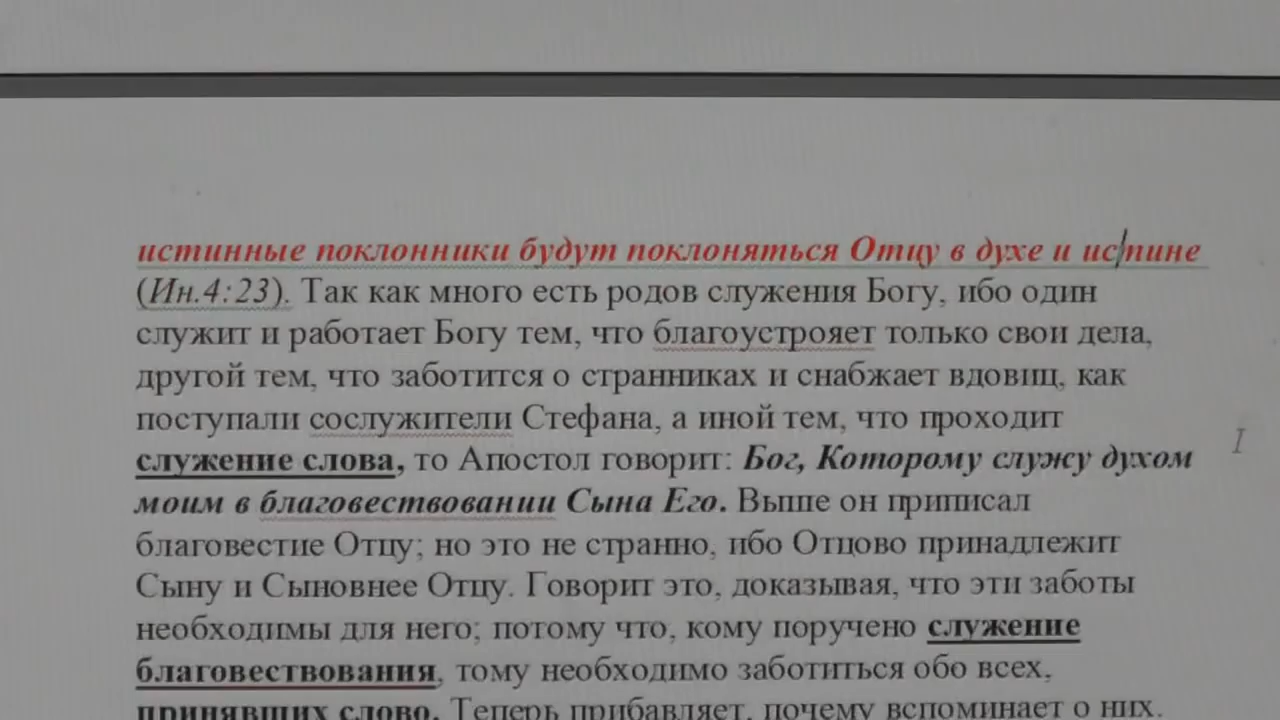 истинные поклонники будут поклоняться Отцу в духе и истине
(Ин.4:23). Так как много есть родов служения Богу, ибо один
служит и работает Богу тем, что благоустрояет только свои дела,
другой тем, что заботится о странниках и снабжает вдовиц, как
поступали сослужители Стефана, а иной тем, что проходит
служение слова, то Апостол говорит: Бог, Которому служу духом
моим в благовествовании Сына Его. Выше он приписал
благовестие Отцу; но это не странно, ибо Отцово принадлежит
Сыну и Сыновнее Отцу. Говорит это, доказывая, что эти заботы
необходимы для него; потому что, кому поручено служение
благовествования, тому необходимо заботиться обо всех,
принявших слово. Теперь прибавляет, почему вспоминает о них.